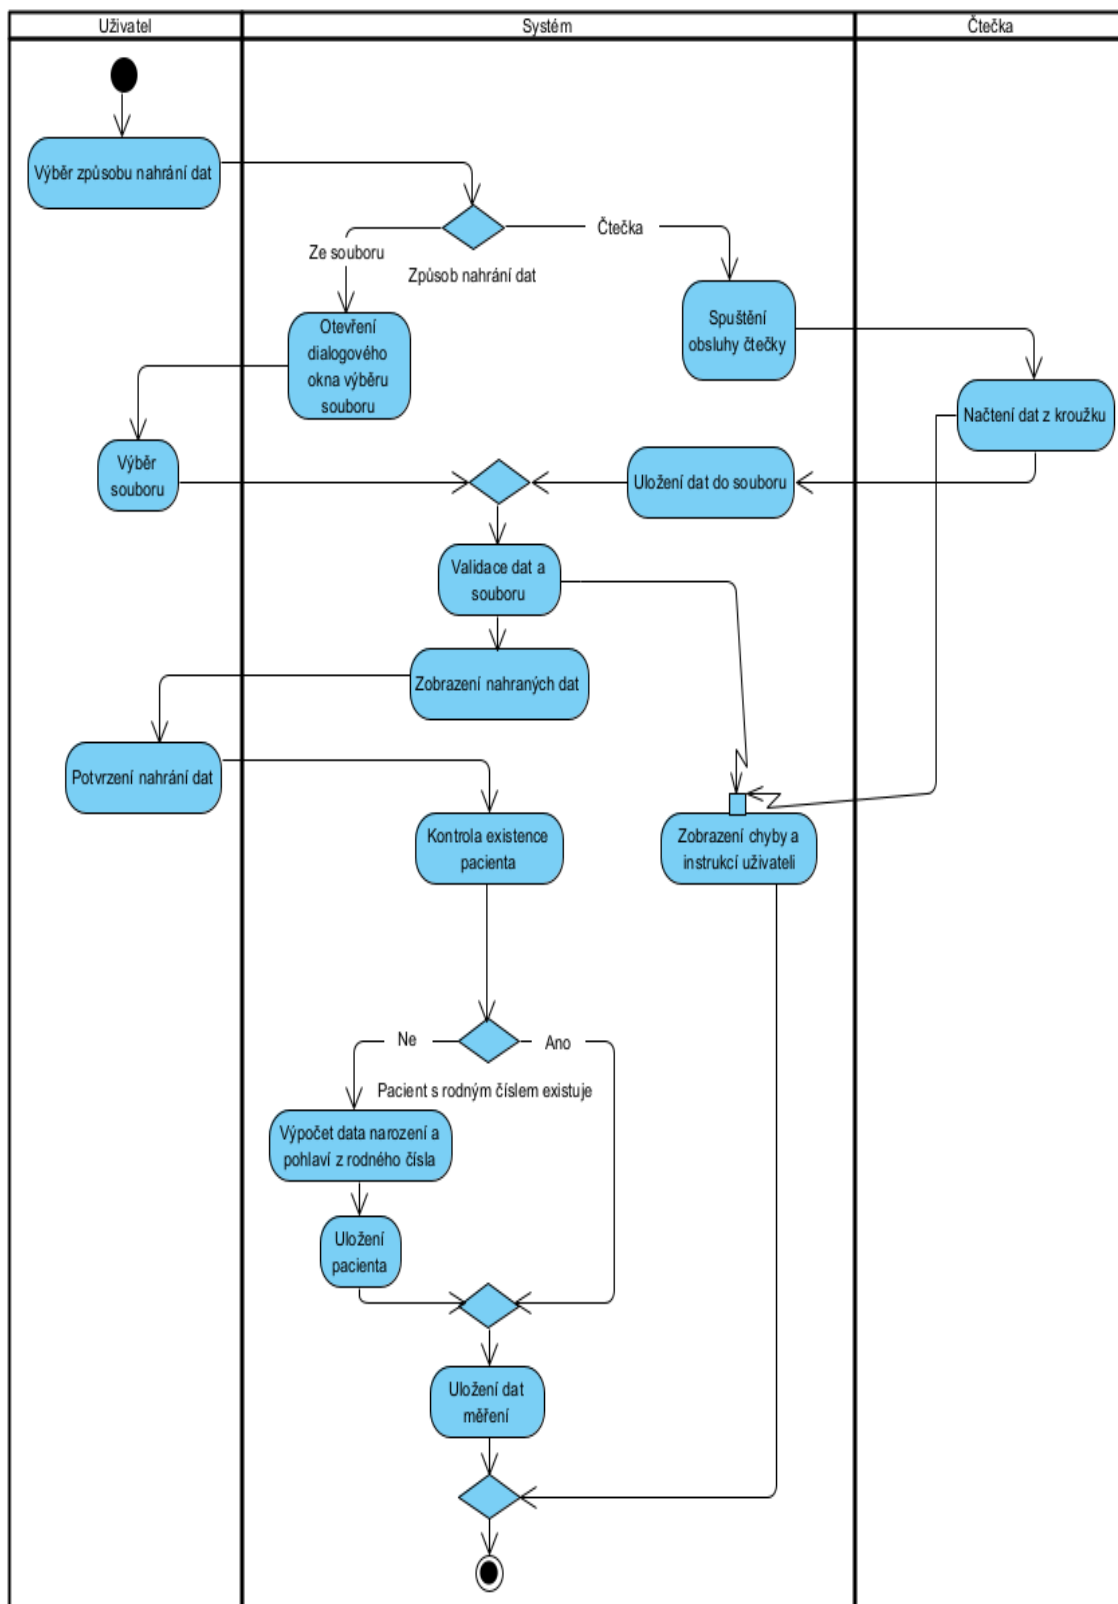 Uživatel
Systém
Čtečka
Výběr způsobu nahrání dat
Ze souboru
Čtečka
Způsob nahrání dat
Otevření
dialogového
okna výběru
souboru
Spuštění
obsluhy čtečky
Načtení dat z kroužku
Výběr
souboru
Uložení dat do souboru
Validace dat a
souboru
Zobrazení nahraných dat
Potvrzení nahrání dat
Kontrola existence
pacienta
Zobrazení chyby a
instrukcí uživateli
Ne
Ano
Pacient s rodným číslem existuje
Výpočet data narození a
pohlaví z rodného čísla
Uložení
pacienta
Uložení dat
měření